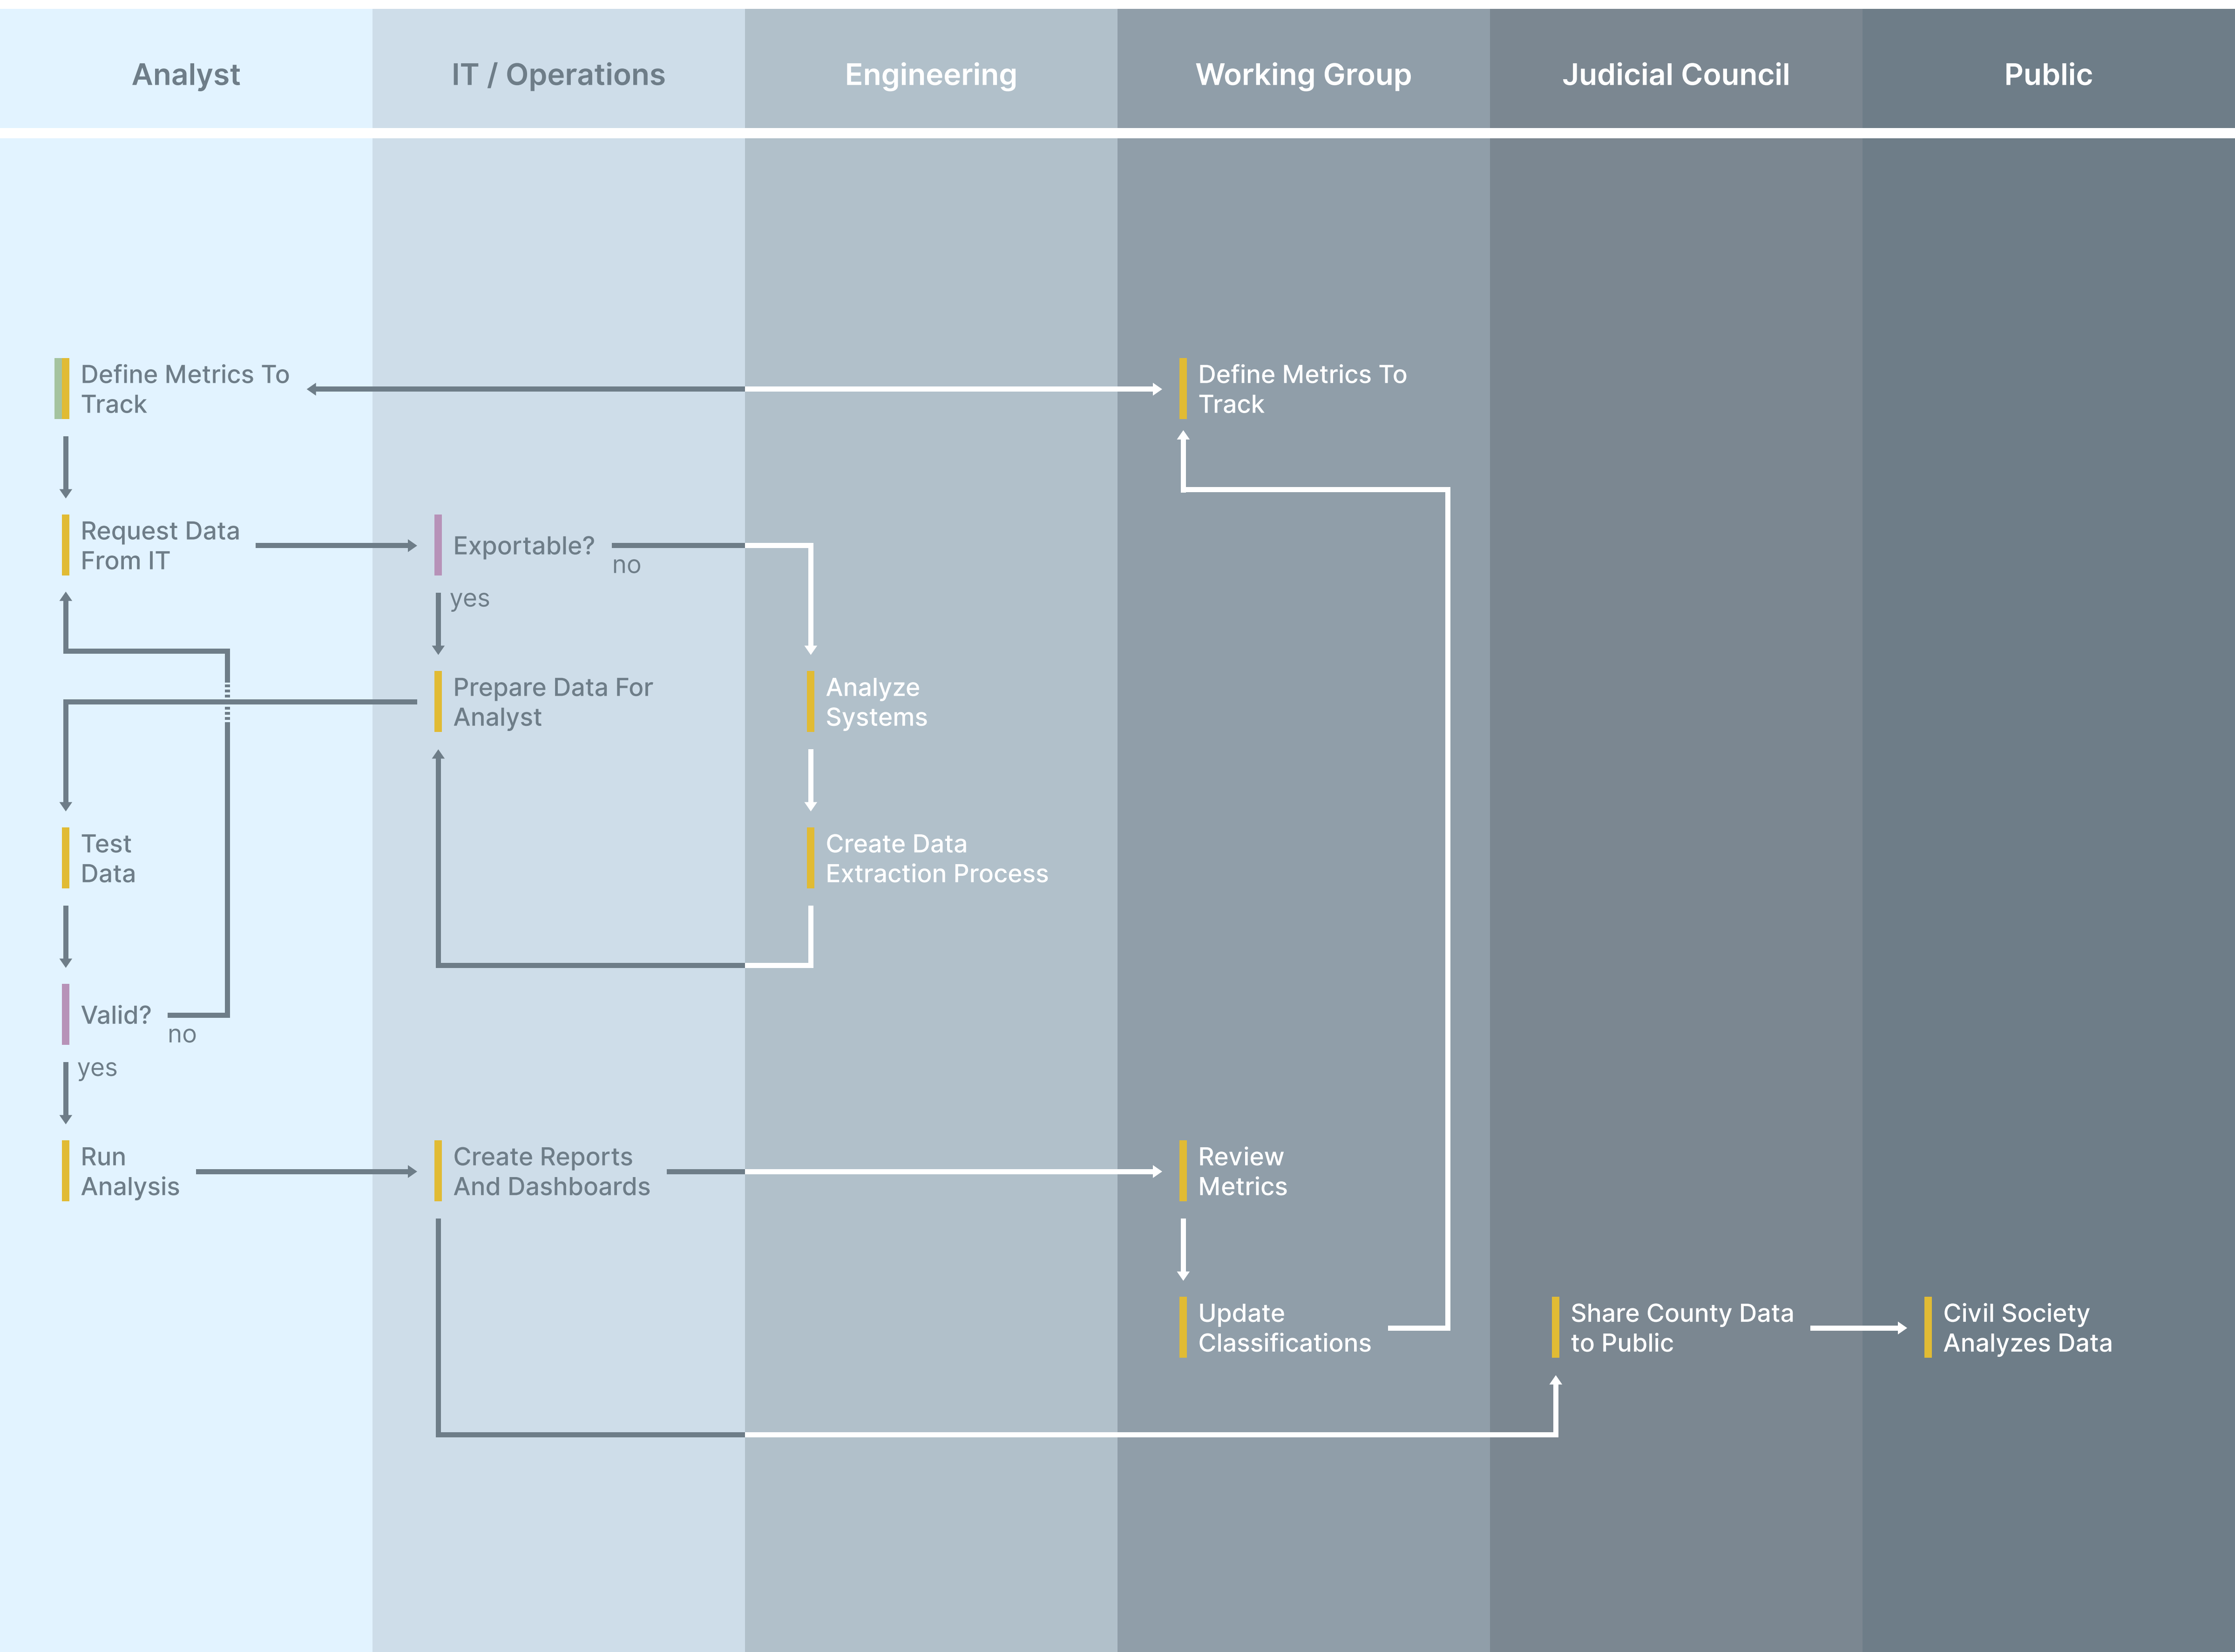 Analyst
IT / Operations
Engineering
Working Group
Judicial Council
Public
Define Metrics To
Track
Define Metrics To
Track
Request Data
From IT
Exportable?
no
yes
Prepare Data For
Analyst
Analyze
Systems
Test
Data
Create Data
Extraction Process
Valid?
no
yes
Run
Analysis
Create Reports
And Dashboards
Review
Metrics
Update
Classifications
Share County Data
to Public
Civil Society
Analyzes Data